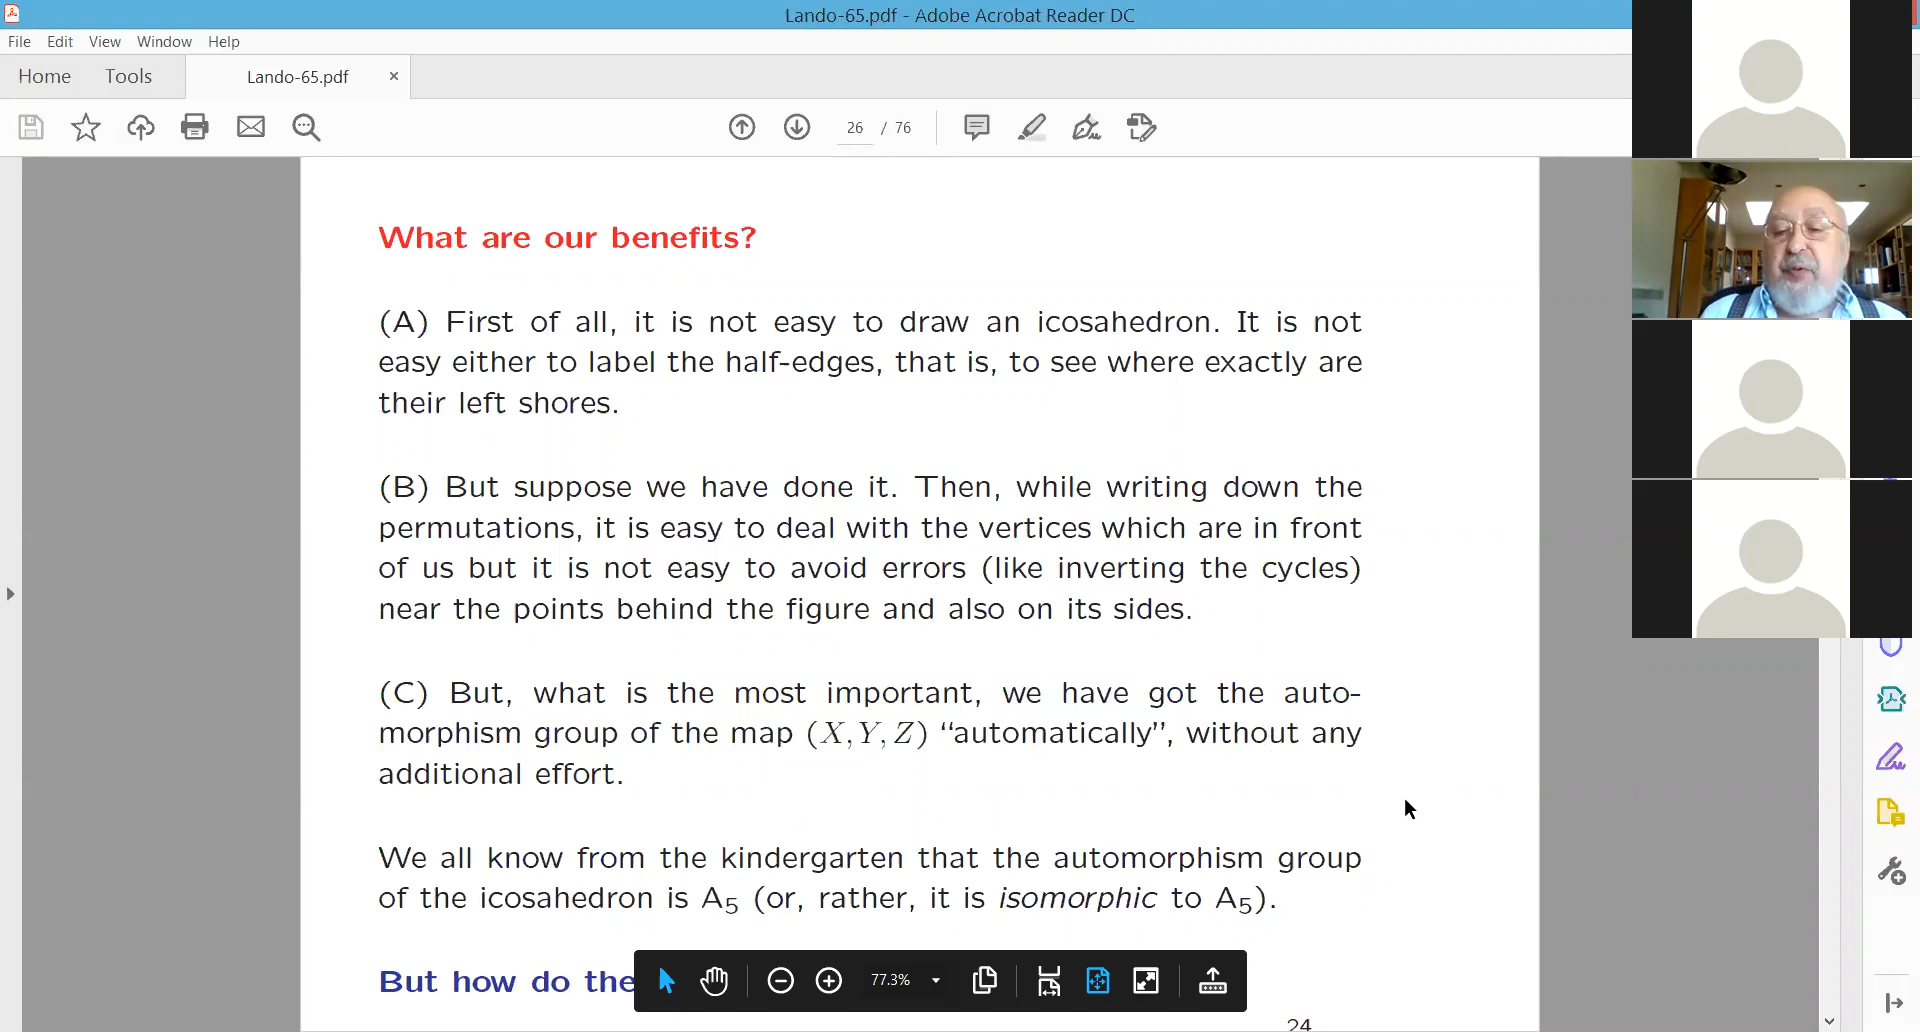 Lando-65.pdf - Adobe Acrobat Reader DC
File Edit View Window Help
Home Tools Lando-65.pdf ×
26 / 76
What are our benefits?
(A) First of all, it is not easy to draw an icosahedron. It is not
easy either to label the half-edges, that is, to see where exactly are
their left shores.
(B) But suppose we have done it. Then, while writing down the
permutations, it is easy to deal with the vertices which are in front
of us but it is not easy to avoid errors (like inverting the cycles)
near the points behind the figure and also on its sides.
(C) But, what is the most important, we have got the auto-
morphism group of the map (X, Y, Z) “automatically”, without any
additional effort.
We all know from the kindergarten that the automorphism group
of the icosahedron is A5 (or, rather, it is isomorphic to A5).
But how do the
77.3%
24